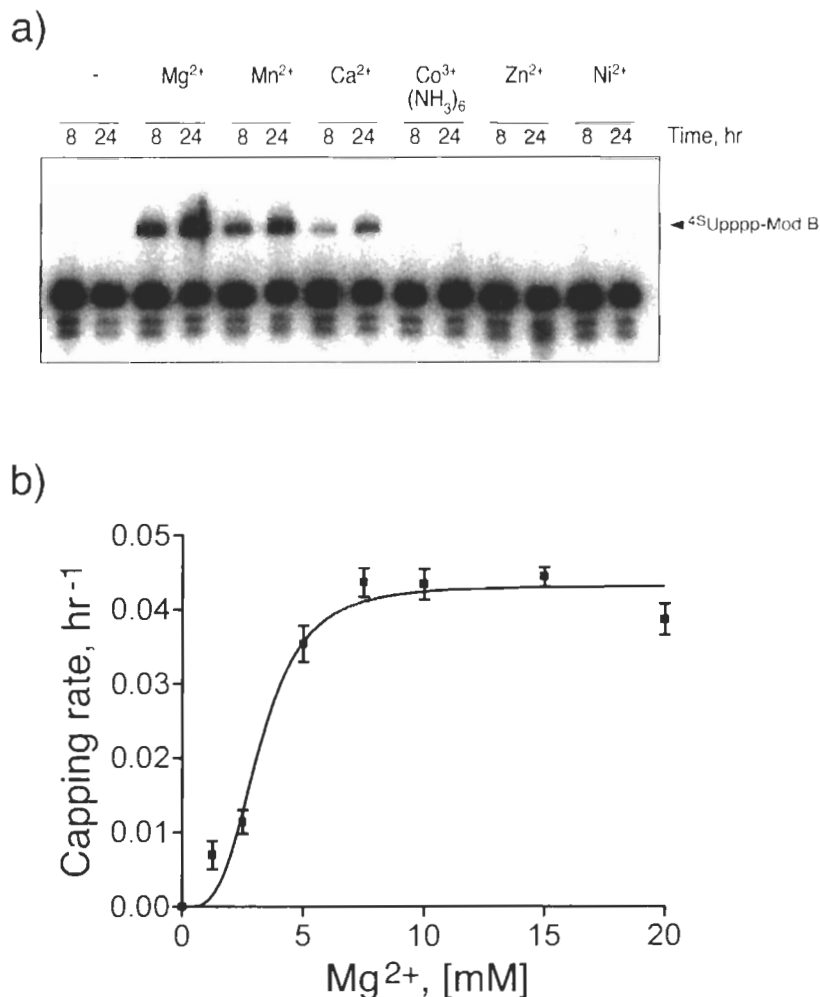 a)
- Mg²⁺ Mn²⁺ Ca²⁺ Co³⁺ Zn²⁺ Ni²⁺
(NH₃)₆
8 24 8 24 8 24 8 24 8 24 8 24 8 24 Time, hr
◄ ⁴ˢUpppp-Mod B
b)
0.05
0.04
0.03
0.02
0.01
0.00
Capping rate, hr⁻¹
0 5 10 15 20
Mg²⁺, [mM]